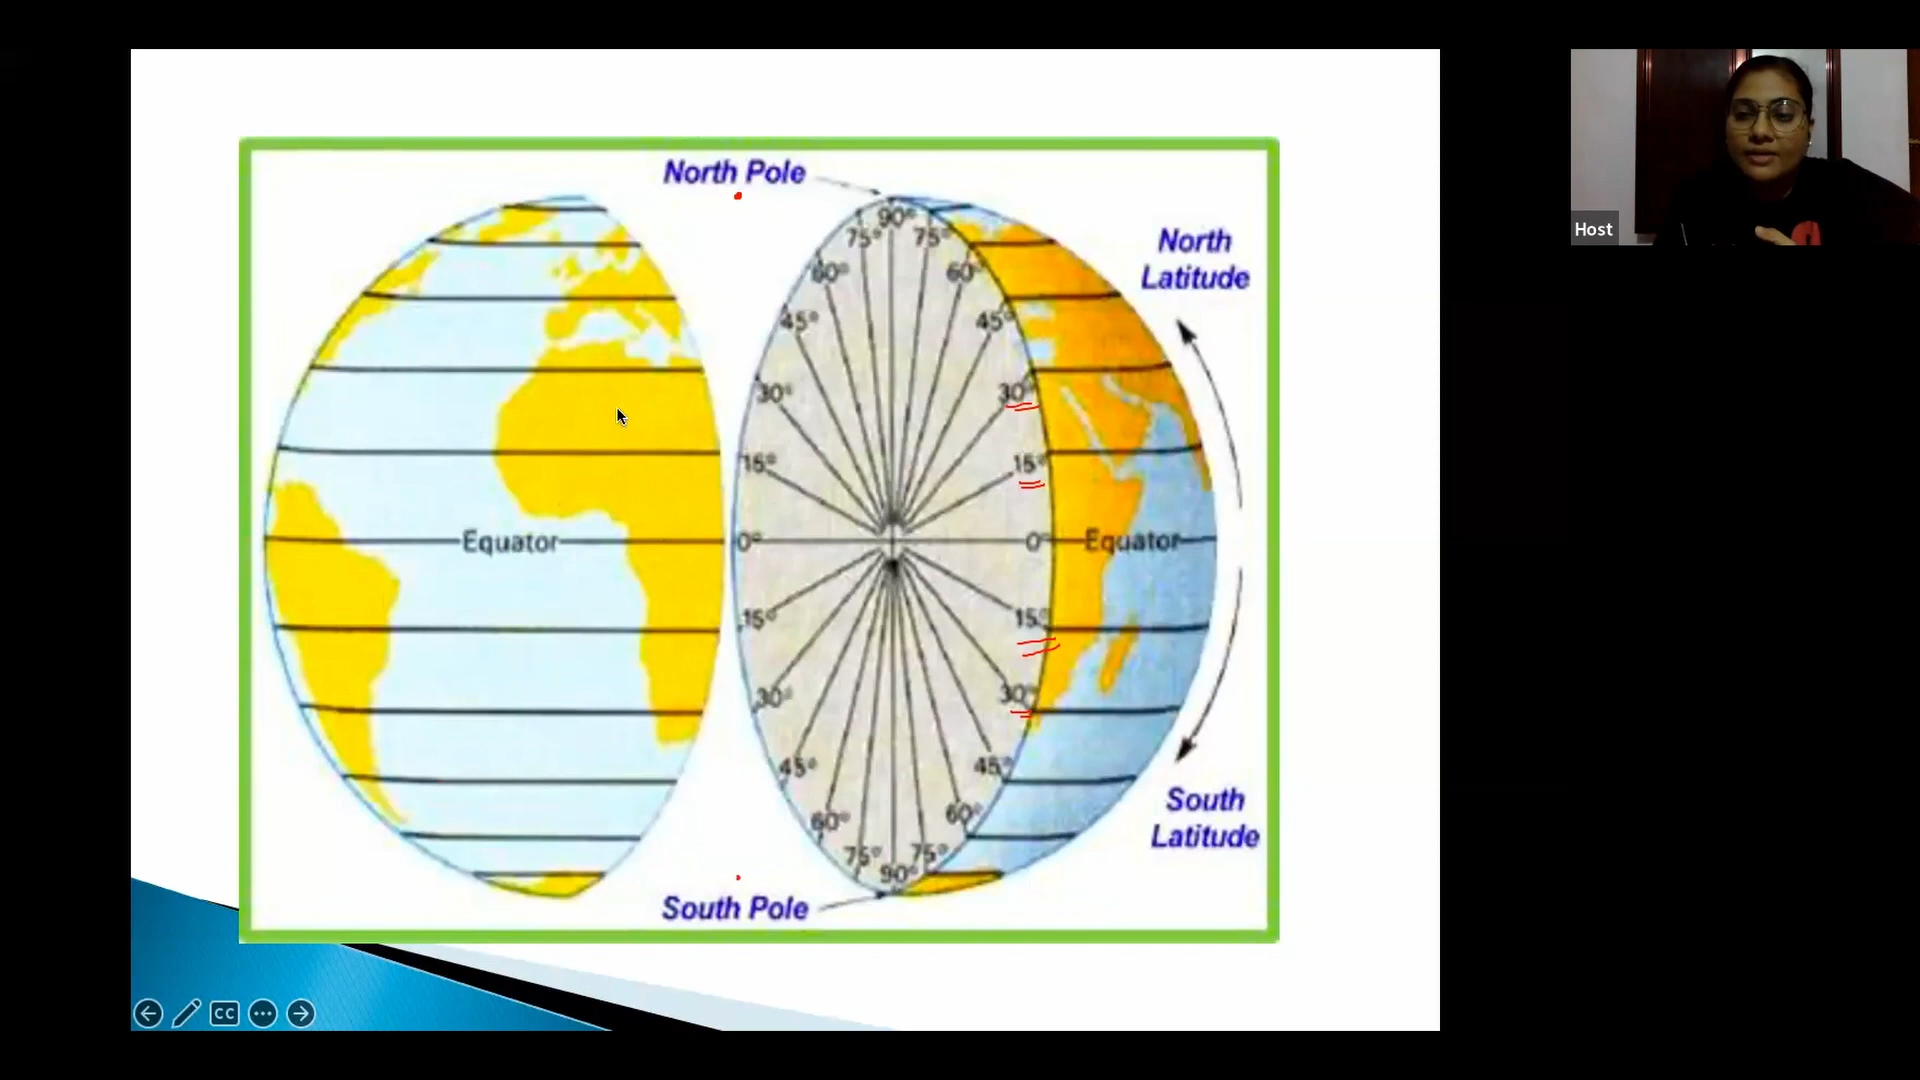 North Pole
90°
75° 75°
60° 60°
45° 45°
30° 30°
15° 15°
Equator 0° 0° Equator
15° 15°
30° 30°
45° 45°
60° 60°
75° 75°
90°
South Pole
North
Latitude
South
Latitude
Host
CC